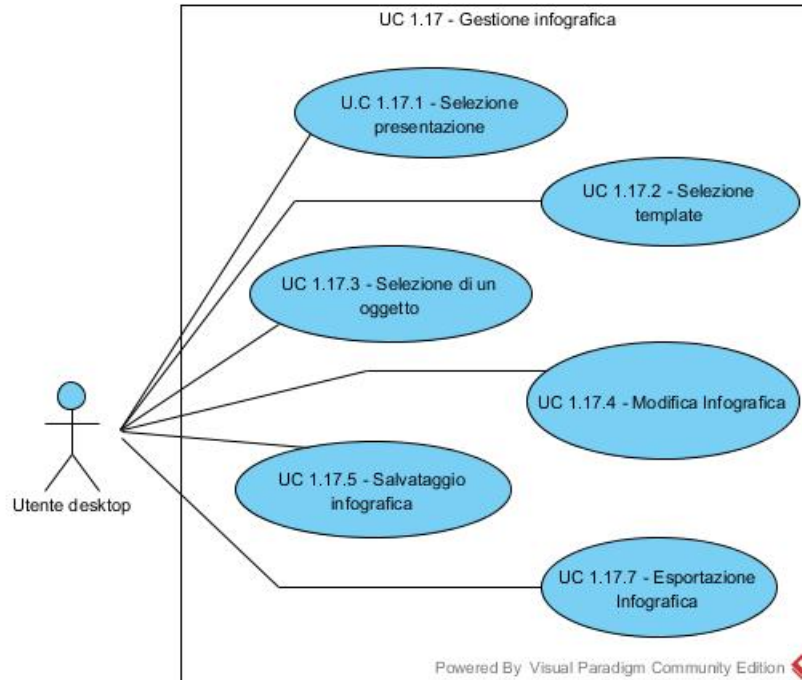 UC 1.17 - Gestione infografica
U.C 1.17.1 - Selezione
presentazione
UC 1.17.2 - Selezione
template
UC 1.17.3 - Selezione di un
oggetto
UC 1.17.4 - Modifica Infografica
UC 1.17.5 - Salvataggio
infografica
Utente desktop
UC 1.17.7 - Esportazione
Infografica
Powered By Visual Paradigm Community Edition